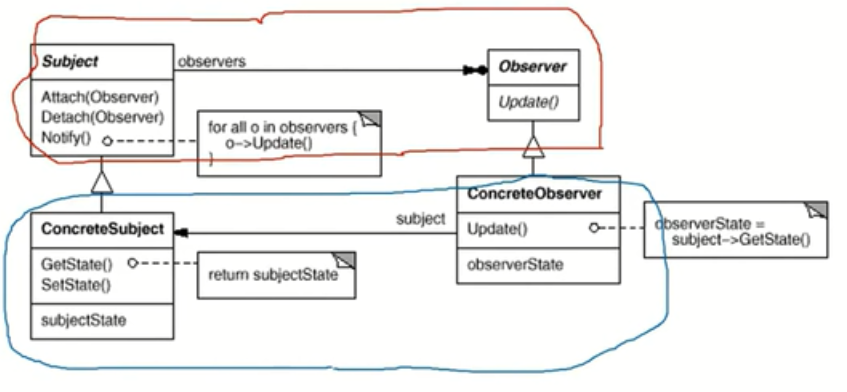 Subject
observers
Observer
Attach(Observer)
Detach(Observer)
Notify()
for all o in observers {
o->Update()
}
Update()
ConcreteSubject
GetState()
SetState()
subjectState
return subjectState
subject
ConcreteObserver
Update()
observerState
observerState =
subject->GetState()